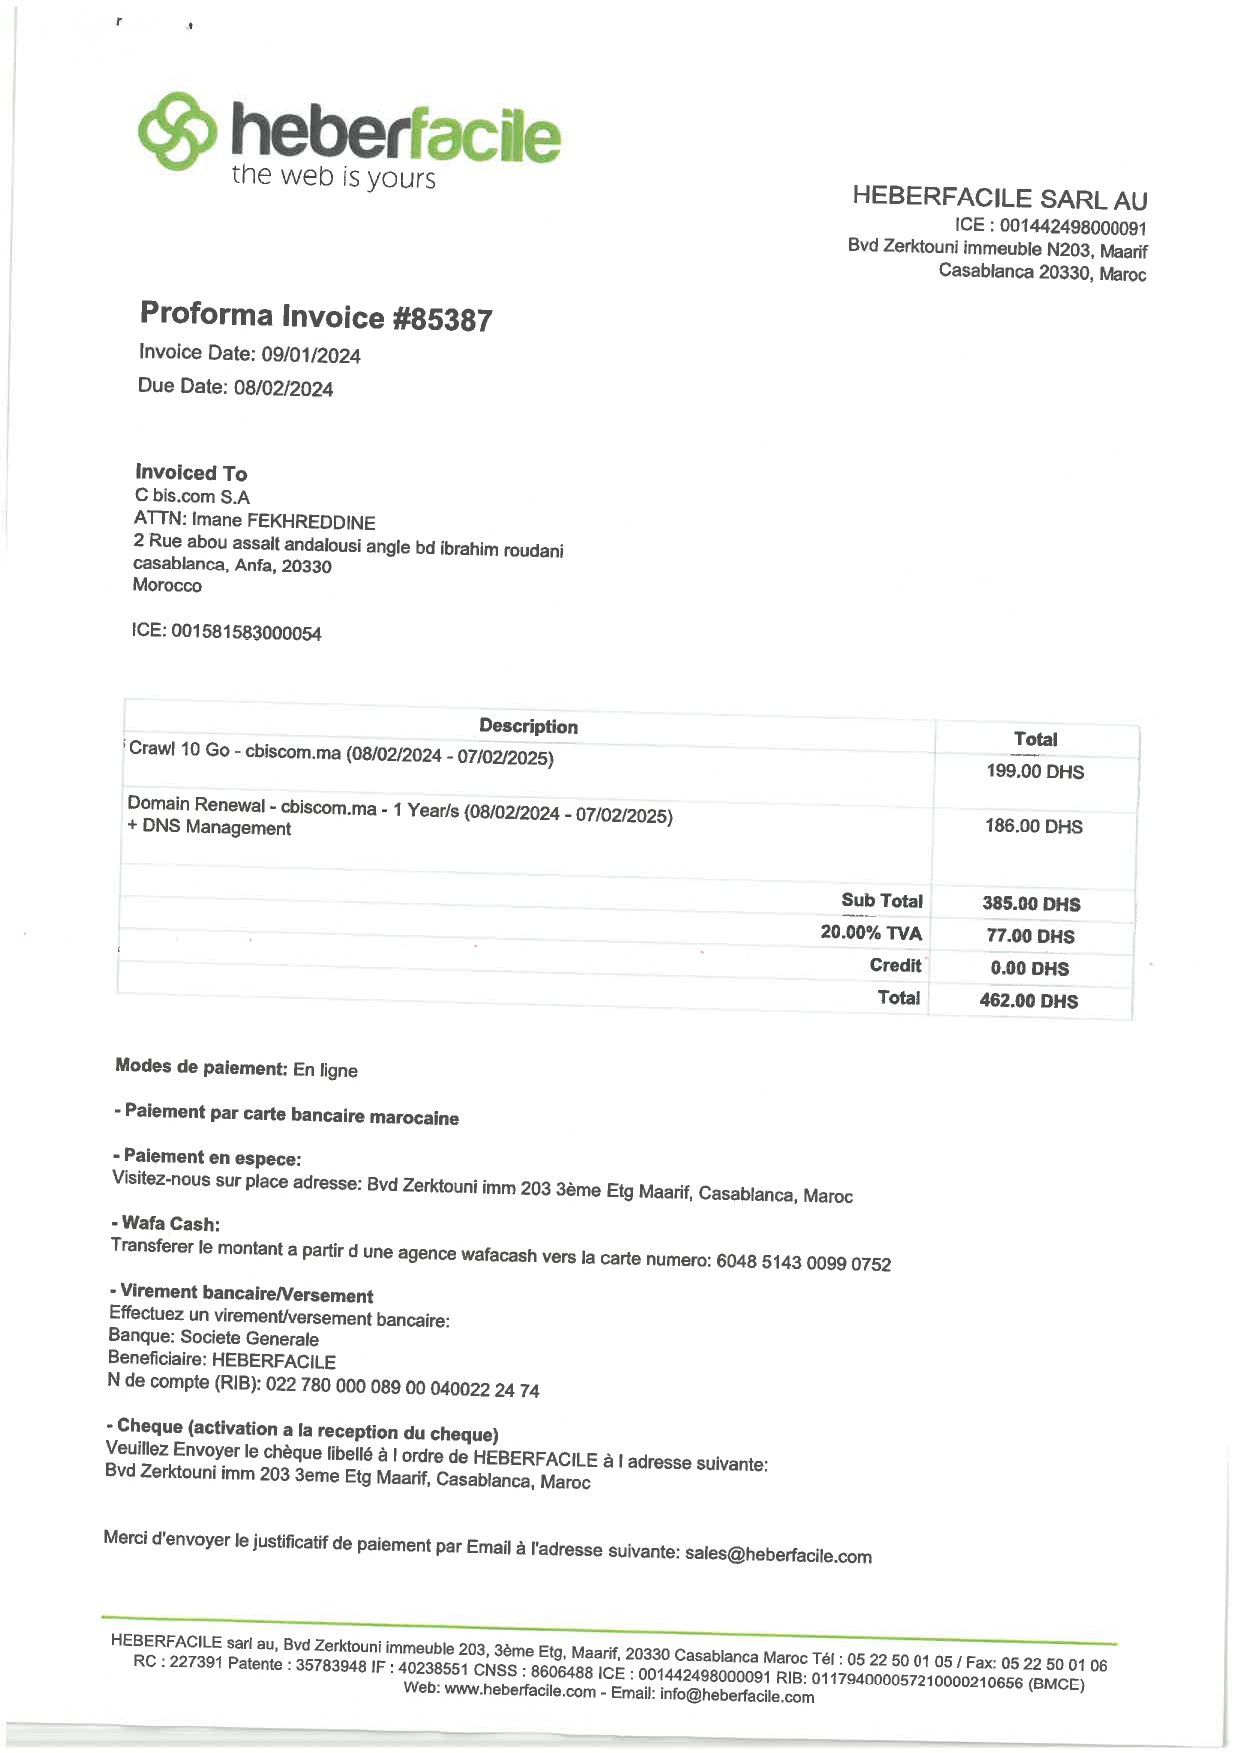 heberfacile
the web is yours
HEBERFACILE SARL AU
ICE : 001442498000091
Bvd Zerktouni immeuble N203, Maarif
Casablanca 20330, Maroc
Proforma Invoice #85387
Invoice Date: 09/01/2024
Due Date: 08/02/2024
Invoiced To
C bis.com S.A
ATTN: Imane FEKHREDDINE
2 Rue abou assalt andalousi angle bd ibrahim roudani
casablanca, Anfa, 20330
Morocco
ICE: 001581583000054
Description Total
Crawl 10 Go - cbiscom.ma (08/02/2024 - 07/02/2025) 199.00 DHS
Domain Renewal - cbiscom.ma - 1 Year/s (08/02/2024 - 07/02/2025)
+ DNS Management 186.00 DHS
Sub Total 385.00 DHS
20.00% TVA 77.00 DHS
Credit 0.00 DHS
Total 462.00 DHS
Modes de paiement: En ligne
- Paiement par carte bancaire marocaine
- Paiement en espece:
Visitez-nous sur place adresse: Bvd Zerktouni imm 203 3ème Etg Maarif, Casablanca, Maroc
- Wafa Cash:
Transferer le montant a partir d une agence wafacash vers la carte numero: 6048 5143 0099 0752
- Virement bancaire/Versement
Effectuez un virement/versement bancaire:
Banque: Societe Generale
Beneficiaire: HEBERFACILE
N de compte (RIB): 022 780 000 089 00 040022 24 74
- Cheque (activation a la reception du cheque)
Veuillez Envoyer le chèque libellé à l ordre de HEBERFACILE à l adresse suivante:
Bvd Zerktouni imm 203 3eme Etg Maarif, Casablanca, Maroc
Merci d'envoyer le justificatif de paiement par Email à l'adresse suivante: sales@heberfacile.com
HEBERFACILE sarl au, Bvd Zerktouni immeuble 203, 3ème Etg, Maarif, 20330 Casablanca Maroc Tél : 05 22 50 01 05 / Fax: 05 22 50 01 06
RC : 227391 Patente : 35783948 IF : 40238551 CNSS : 8606488 ICE : 001442498000091 RIB: 011794000057210000210656 (BMCE)
Web: www.heberfacile.com - Email: info@heberfacile.com